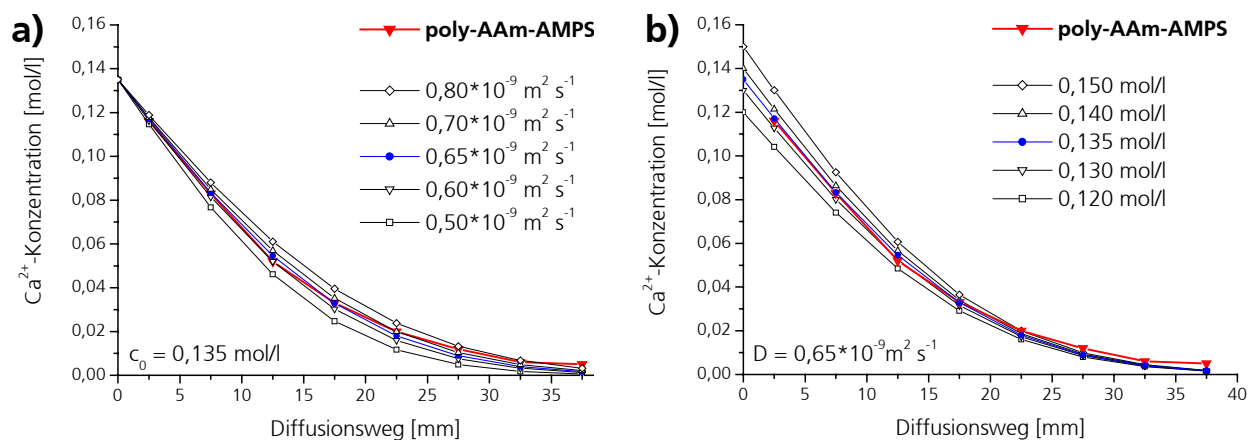 a)
0,16
0,14
0,12
0,10
0,08
0,06
0,04
0,02
0,00
Ca²⁺-Konzentration [mol/l]
poly-AAm-AMPS
0,80*10⁻⁹ m² s⁻¹
0,70*10⁻⁹ m² s⁻¹
0,65*10⁻⁹ m² s⁻¹
0,60*10⁻⁹ m² s⁻¹
0,50*10⁻⁹ m² s⁻¹
c₀ = 0,135 mol/l
0 5 10 15 20 25 30 35
Diffusionsweg [mm]
b)
0,16
0,14
0,12
0,10
0,08
0,06
0,04
0,02
0,00
Ca²⁺-Konzentration [mol/l]
poly-AAm-AMPS
0,150 mol/l
0,140 mol/l
0,135 mol/l
0,130 mol/l
0,120 mol/l
D = 0,65*10⁻⁹m² s⁻¹
0 5 10 15 20 25 30 35 40
Diffusionsweg [mm]